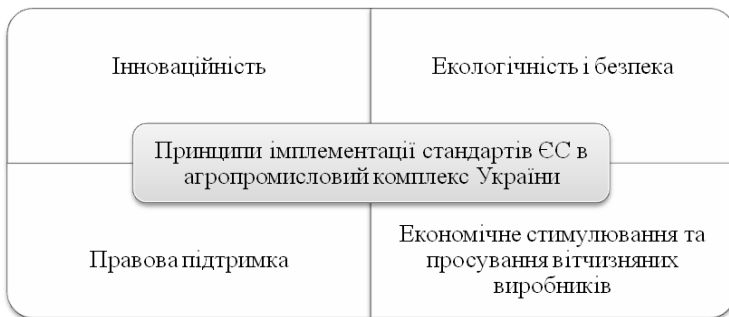 Інноваційність
Екологічність і безпека
Принципи імплементації стандартів ЄС в
агропромисловий комплекс України
Правова підтримка
Економічне стимулювання та
просування вітчизняних
виробників